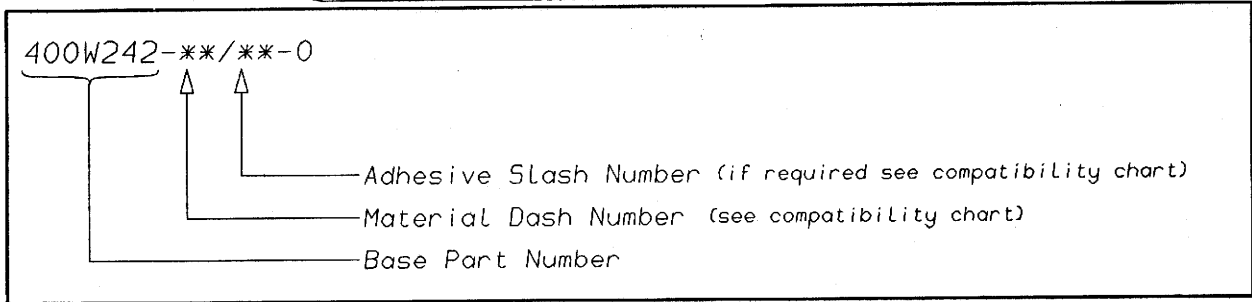 400W242-**/**-0
Adhesive Slash Number (if required see compatibility chart)
Material Dash Number (see compatibility chart)
Base Part Number